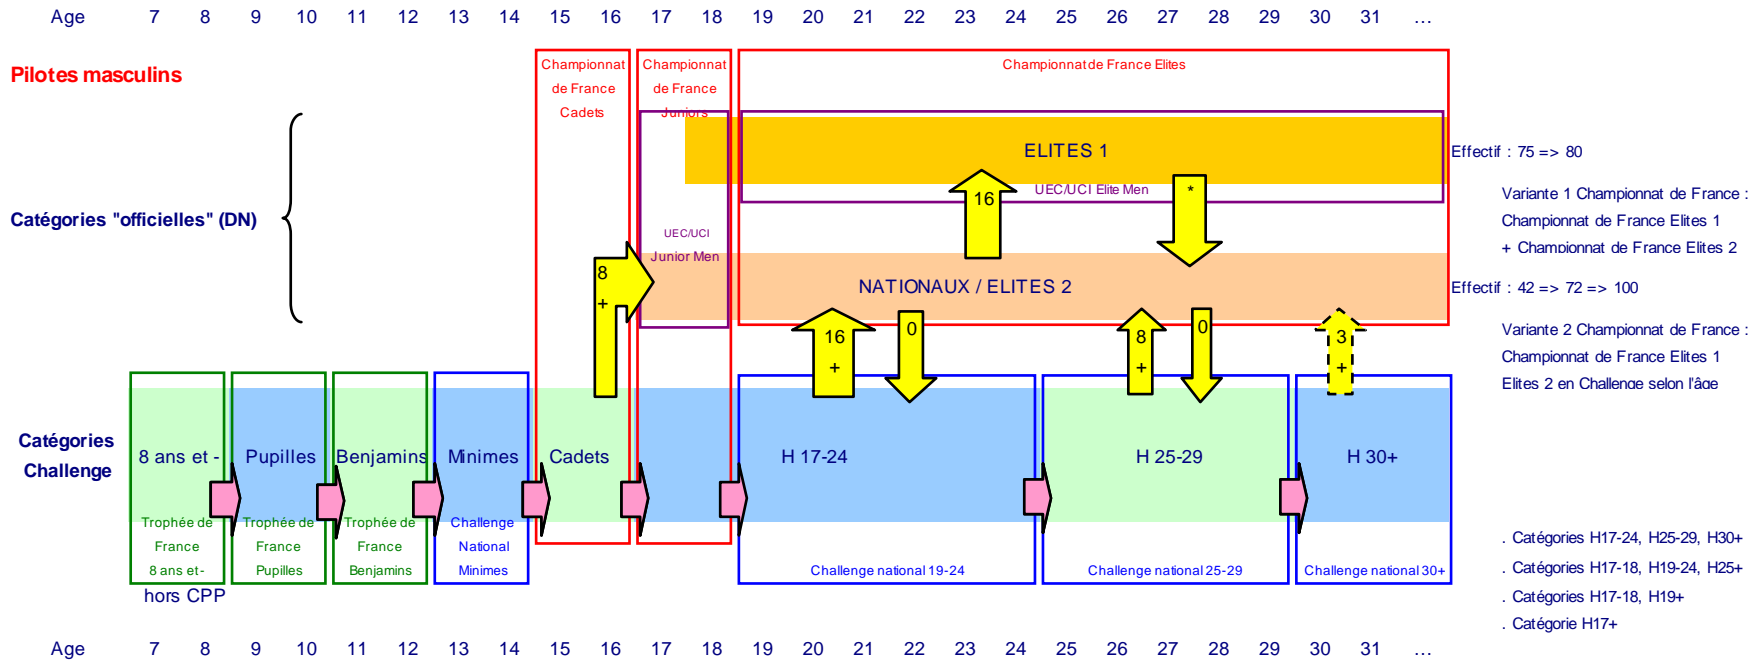 Age 7 8 9 10 11 12 13 14 15 16 17 18 19 20 21 22 23 24 25 26 27 28 29 30 31 ...
Pilotes masculins
Championnat
de France
Cadets
Championnat
de France
Juniors
Championnat de France Elites
ELITES 1
Effectif : 75 => 80
UEC/UCI Elite Men
16
*
Variante 1 Championnat de France :
Championnat de France Elites 1
+ Championnat de France Elites 2
Catégories "officielles" (DN)
UEC/UCI
Junior Men
8
+
NATIONAUX / ELITES 2
Effectif : 42 => 72 => 100
16
+
0
8
+
0
3
+
Variante 2 Championnat de France :
Championnat de France Elites 1
Elites 2 en Challenge selon l'âge
Catégories
Challenge
8 ans et -
Pupilles
Benjamins
Minimes
Cadets
H 17-24
H 25-29
H 30+
Trophée de
France
8 ans et-
Trophée de
France
Pupilles
Trophée de
France
Benjamins
Challenge
National
Minimes
Challenge national 19-24
Challenge national 25-29
Challenge national 30+
hors CPP
. Catégories H17-24, H25-29, H30+
. Catégories H17-18, H19-24, H25+
. Catégories H17-18, H19+
. Catégorie H17+
Age 7 8 9 10 11 12 13 14 15 16 17 18 19 20 21 22 23 24 25 26 27 28 29 30 31 ...